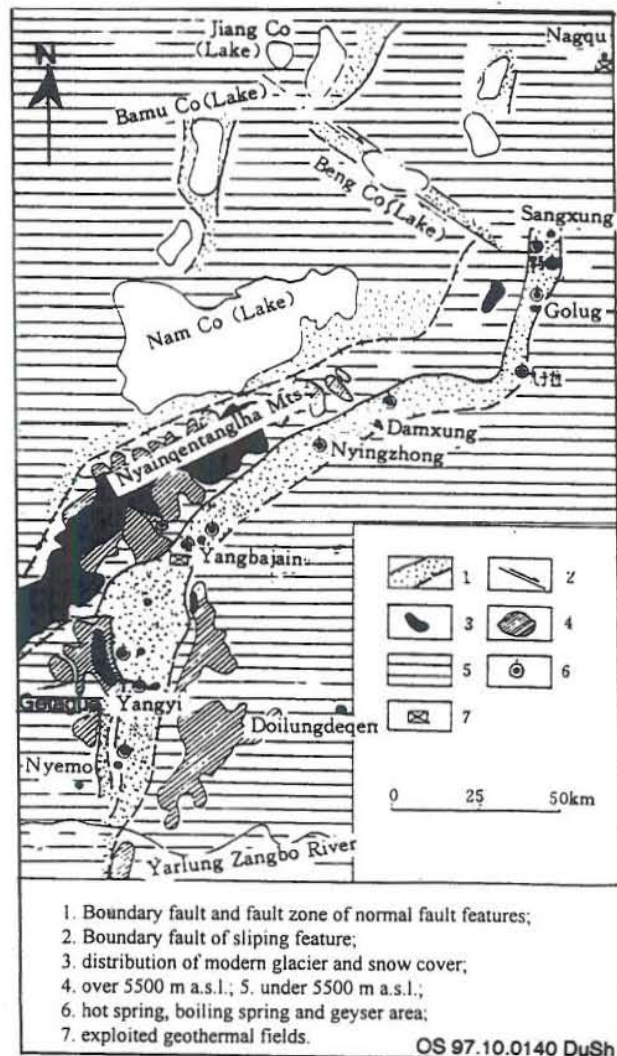 Jiang Co
(Lake)
Nagqu
N
Bamu Co (Lake)
Beng Co (Lake)
Sangxung
Nam Co (Lake)
Golug
Nyainqentanglha Mts
Damxung
Nyingzhong
Yangbajain
1
2
3
4
5
6
7
Yangyi
Doilungdeqen
Nyemo
0 25 50km
Yarlung Zangbo River
1. Boundary fault and fault zone of normal fault features;
2. Boundary fault of sliping feature;
3. distribution of modern glacier and snow cover;
4. over 5500 m a.s.l.; 5. under 5500 m a.s.l.;
6. hot spring, boiling spring and geyser area;
7. exploited geothermal fields.
OS 97.10.0140 DuSh